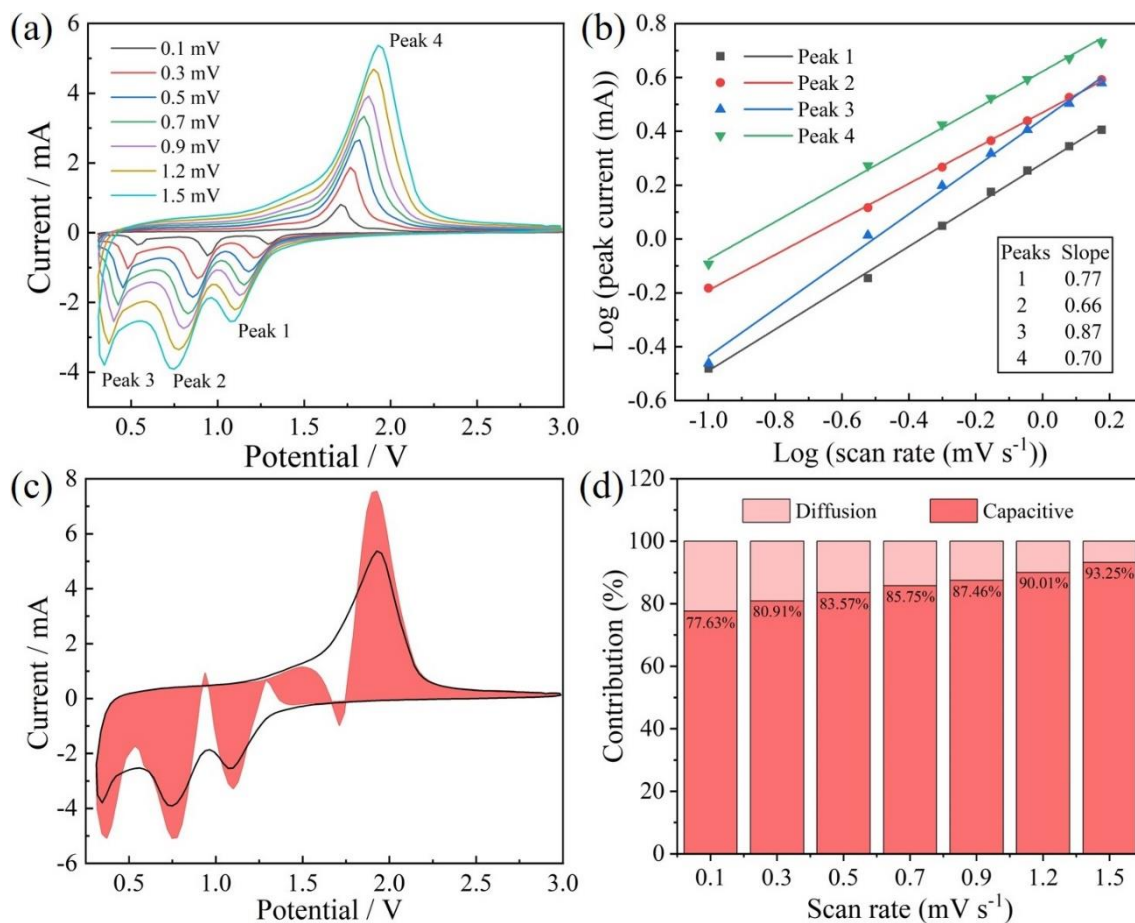 (a)
6
4
2
0
-2
-4
Current / mA
0.1 mV
0.3 mV
0.5 mV
0.7 mV
0.9 mV
1.2 mV
1.5 mV
Peak 4
Peak 1
Peak 3
Peak 2
0.5 1.0 1.5 2.0 2.5 3.0
Potential / V
(b)
0.8
0.6
0.4
0.2
0.0
-0.2
-0.4
-0.6
Log (peak current (mA))
Peak 1
Peak 2
Peak 3
Peak 4
Peaks Slope
1 0.77
2 0.66
3 0.87
4 0.70
-1.0 -0.8 -0.6 -0.4 -0.2 0.0 0.2
Log (scan rate (mV s⁻¹))
(c)
8
6
4
2
0
-2
-4
-6
Current / mA
0.5 1.0 1.5 2.0 2.5 3.0
Potential / V
(d)
120
100
80
60
40
20
0
Contribution (%)
Diffusion Capacitive
77.63% 80.91% 83.57% 85.75% 87.46% 90.01% 93.25%
0.1 0.3 0.5 0.7 0.9 1.2 1.5
Scan rate (mV s⁻¹)